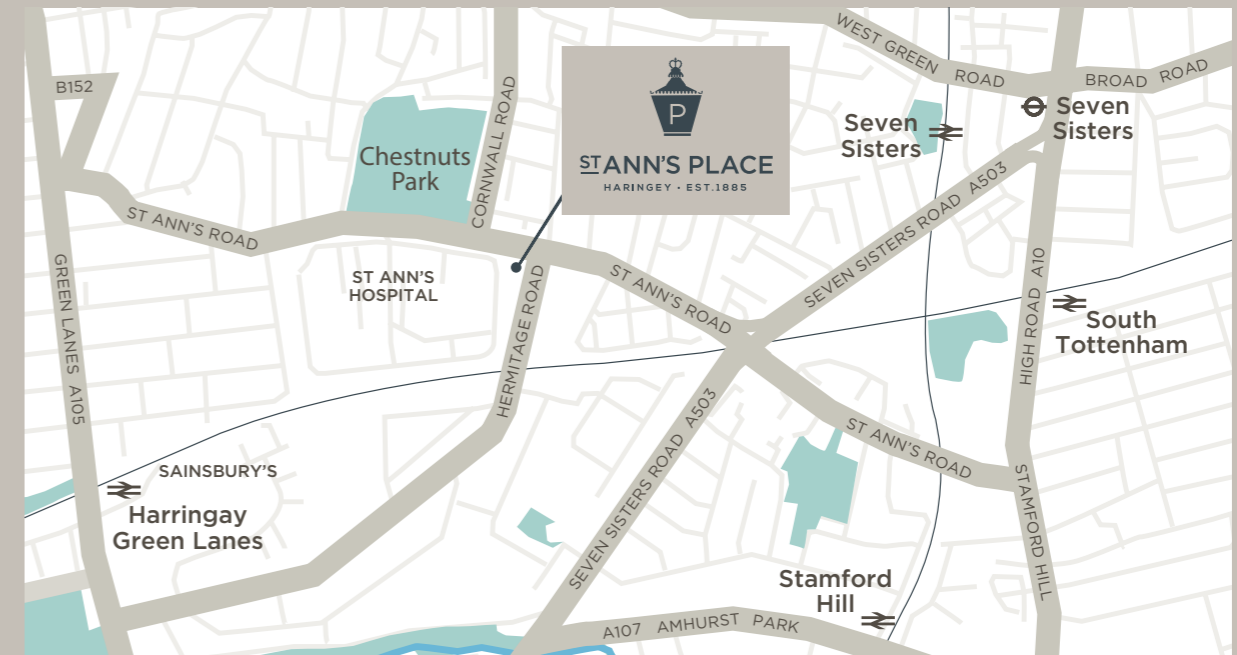 WEST GREEN ROAD
BROAD ROAD
B152
CORNWALL ROAD
P
ST ANN'S PLACE
HARINGEY · EST.1885
Seven
Sisters
Seven
Sisters
Chestnuts
Park
ST ANN'S ROAD
SEVEN SISTERS ROAD A503
GREEN LANES A105
ST ANN'S
HOSPITAL
HERMITAGE ROAD
ST ANN'S ROAD
HIGH ROAD A10
South
Tottenham
SEVEN SISTERS ROAD A503
ST ANN'S ROAD
SAINSBURY'S
Harringay
Green Lanes
STAMFORD HILL
Stamford
Hill
A107 AMHURST PARK